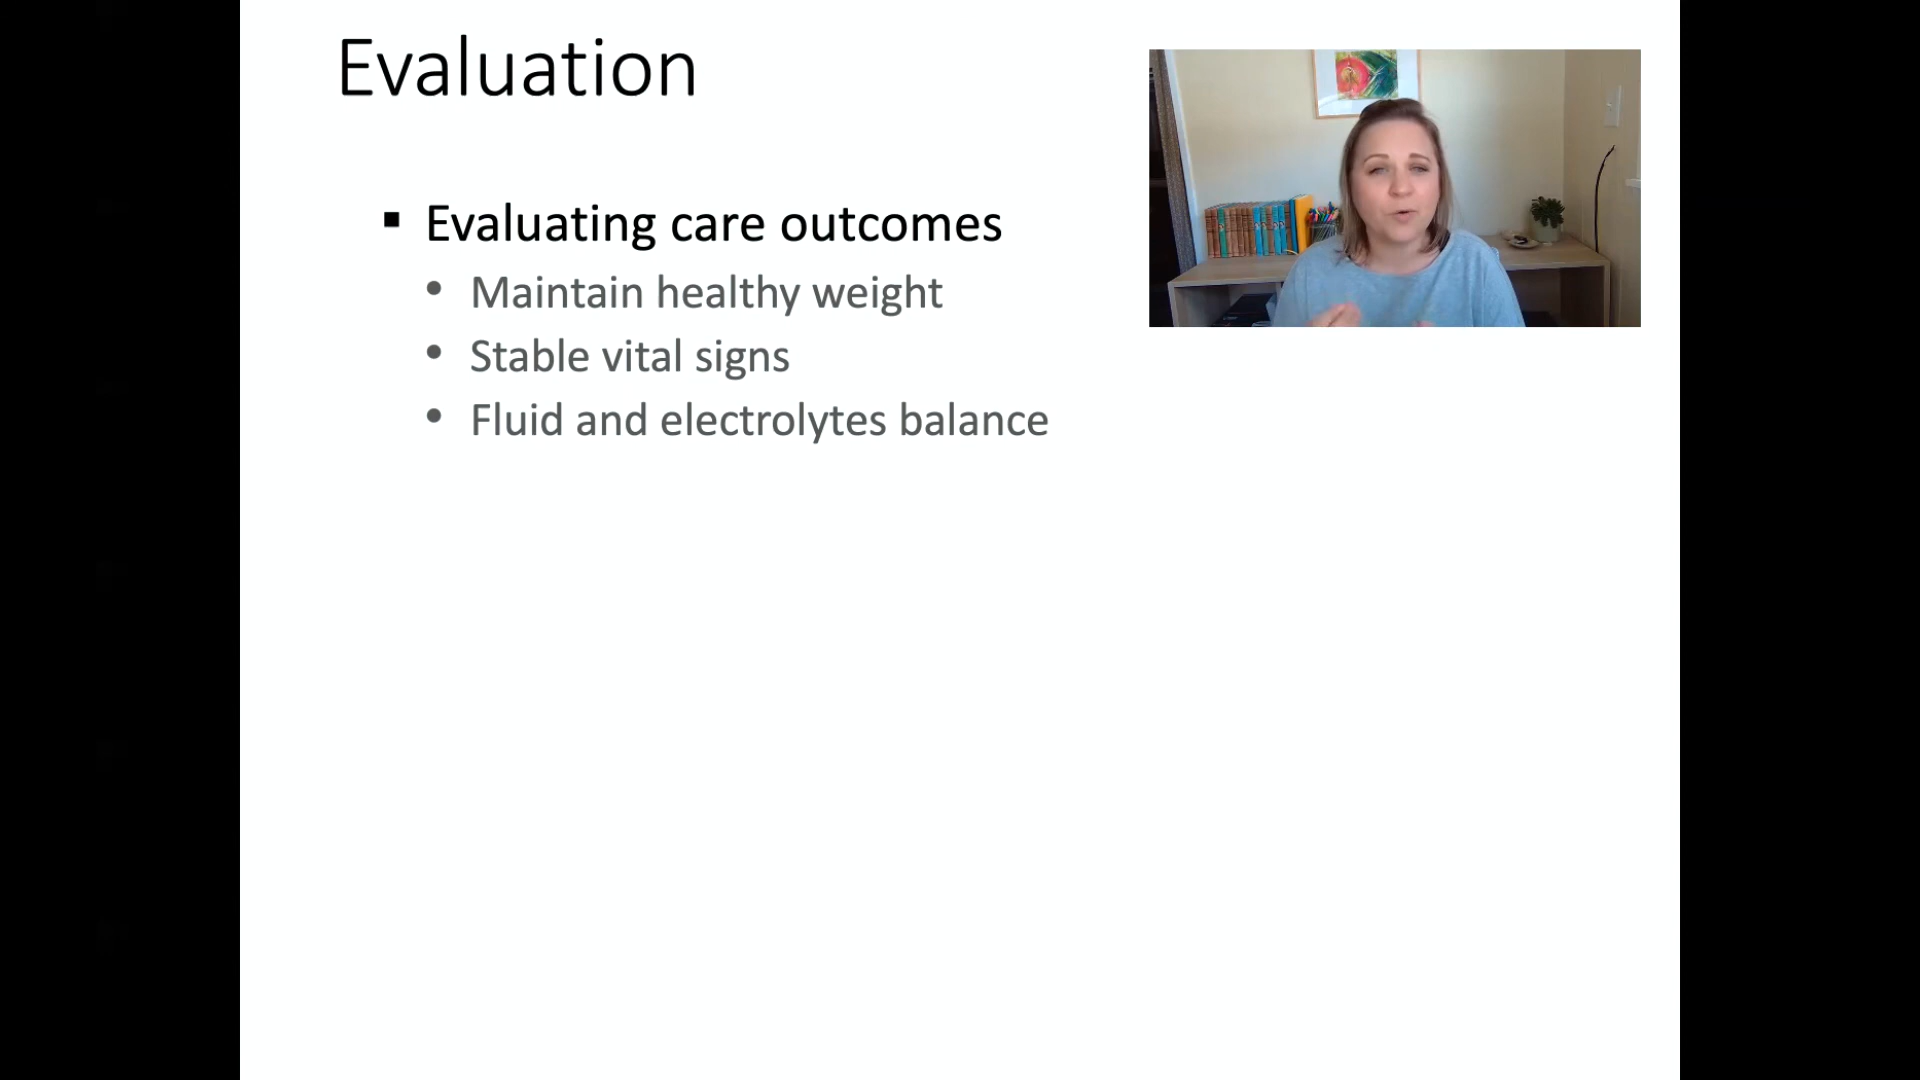 Evaluation
▪ Evaluating care outcomes
• Maintain healthy weight
• Stable vital signs
• Fluid and electrolytes balance